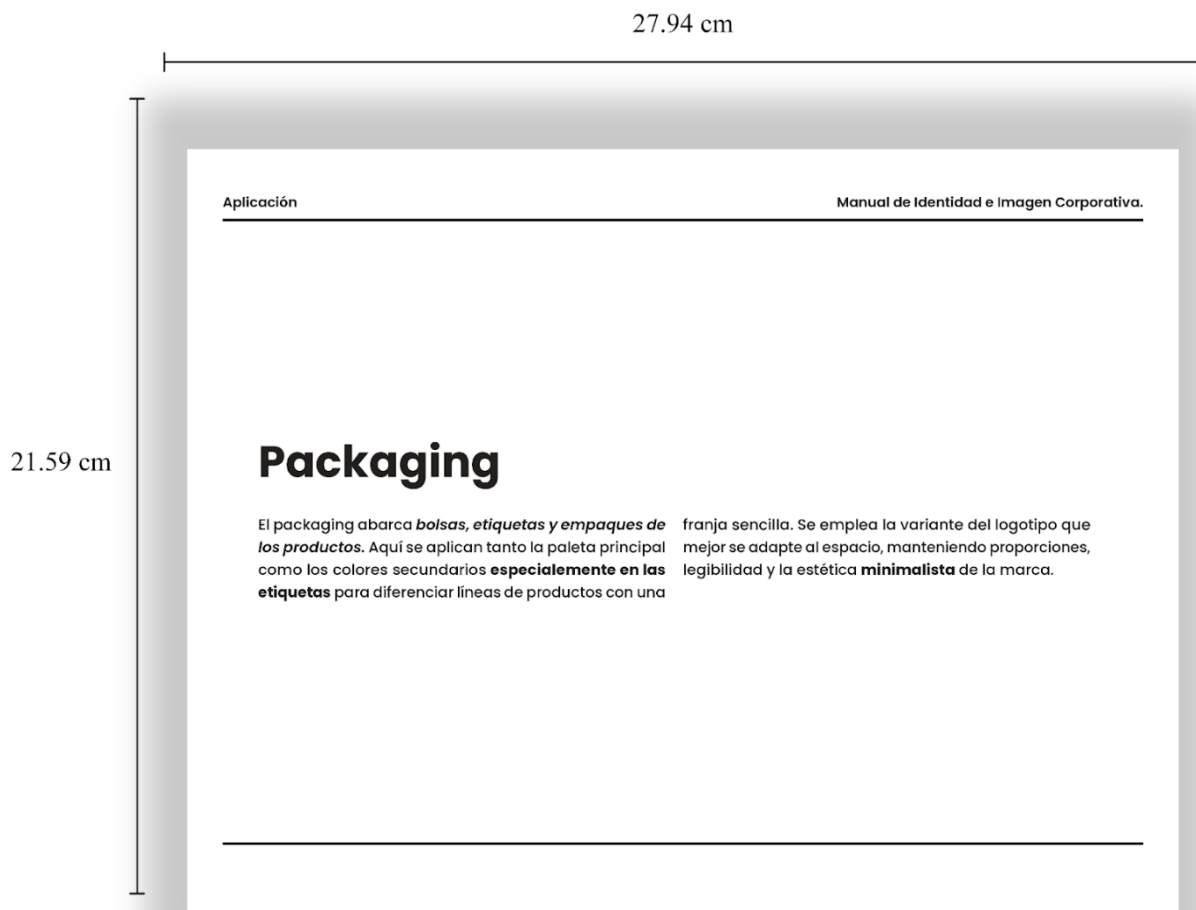 27.94 cm
Aplicación
Manual de Identidad e Imagen Corporativa.
21.59 cm
Packaging
El packaging abarca bolsas, etiquetas y empaques de
los productos. Aquí se aplican tanto la paleta principal
como los colores secundarios especialmente en las
etiquetas para diferenciar líneas de productos con una
franja sencilla. Se emplea la variante del logotipo que
mejor se adapte al espacio, manteniendo proporciones,
legibilidad y la estética minimalista de la marca.